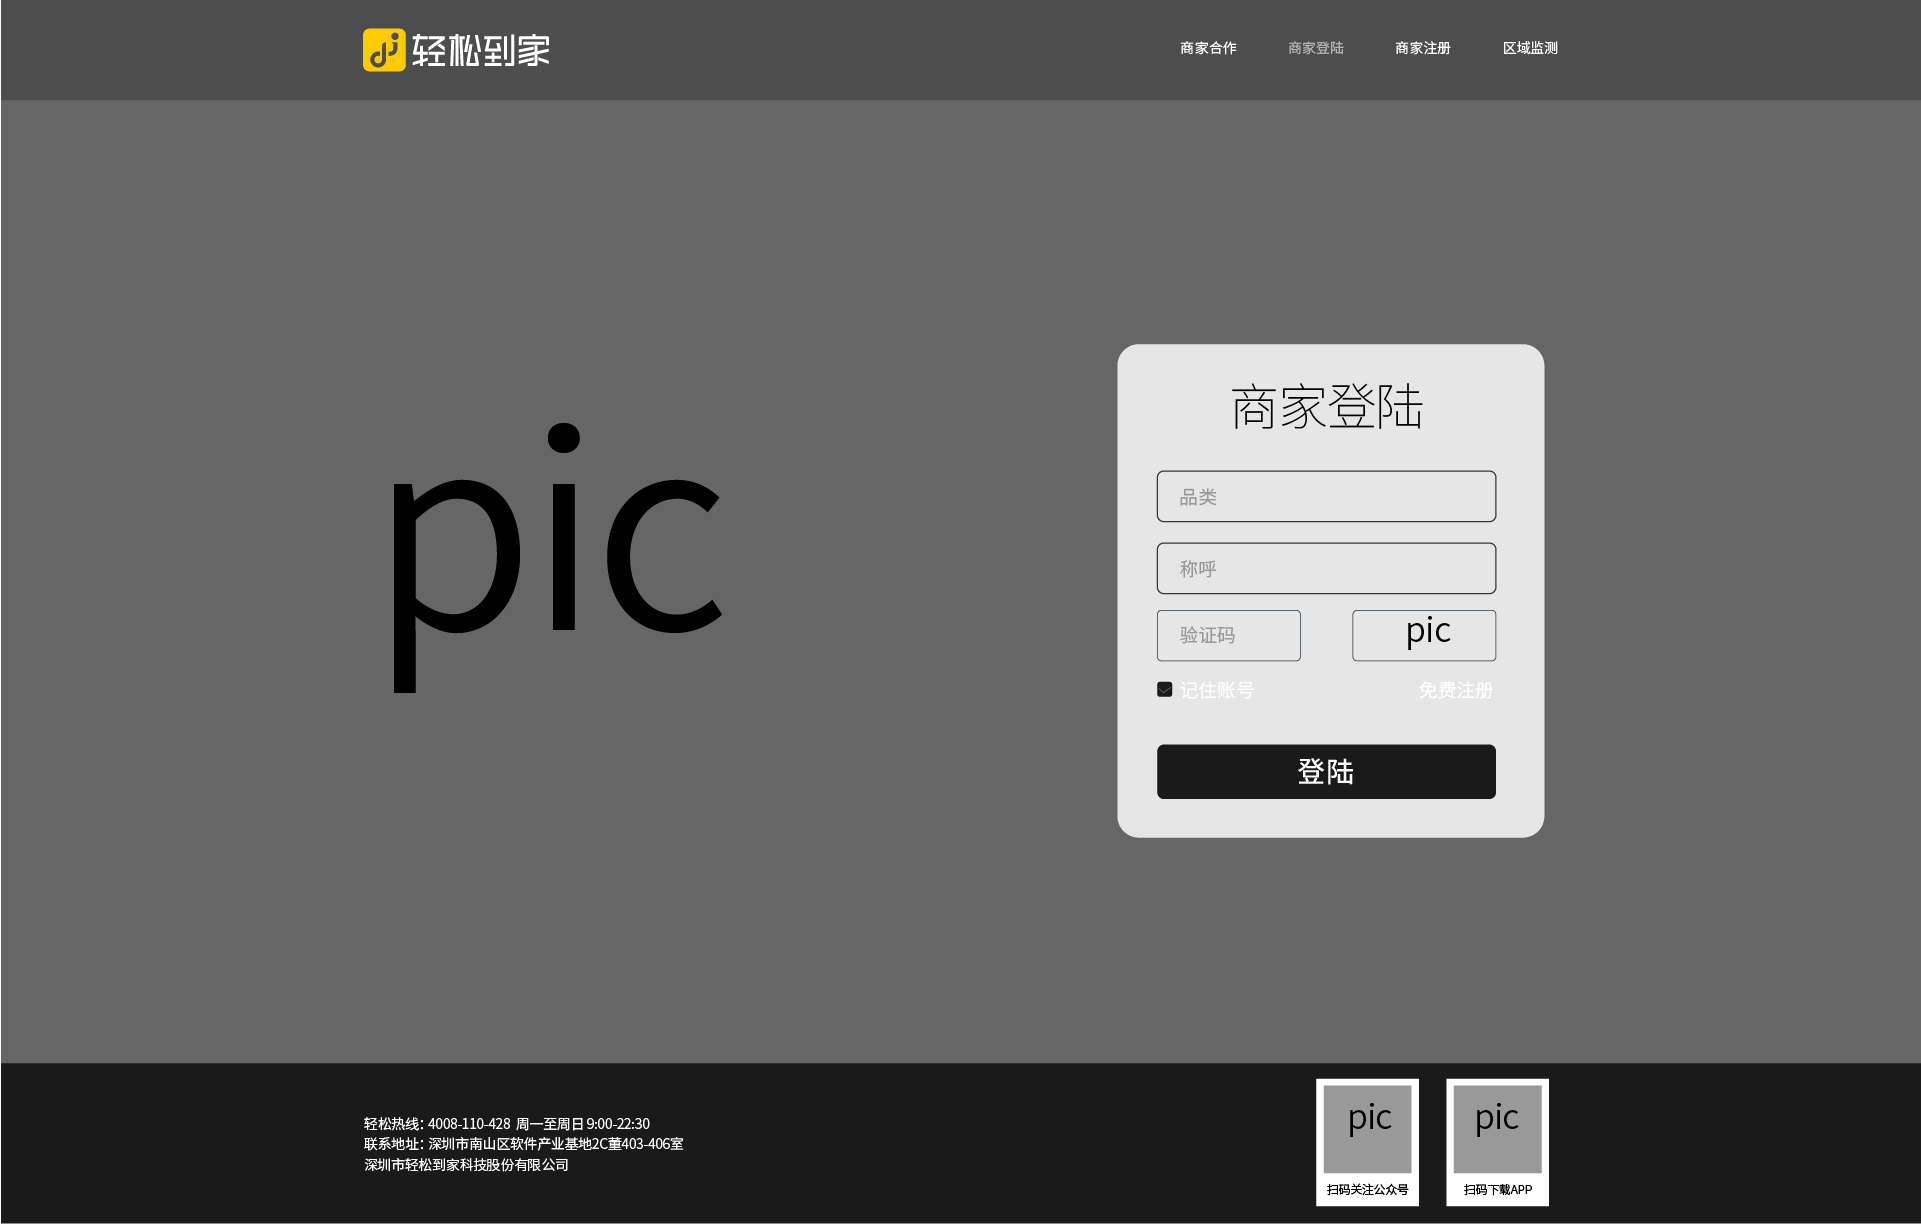 轻松到家
商家合作 商家登陆 商家注册 区域监测
pic
商家登陆
品类
称呼
验证码 pic
记住账号 免费注册
登陆
轻松热线：4008-110-428 周一至周日9:00-22:30
联系地址：深圳市南山区软件产业基地2C董403-406室
深圳市轻松到家科技股份有限公司
pic
扫码关注公众号
pic
扫码下载APP